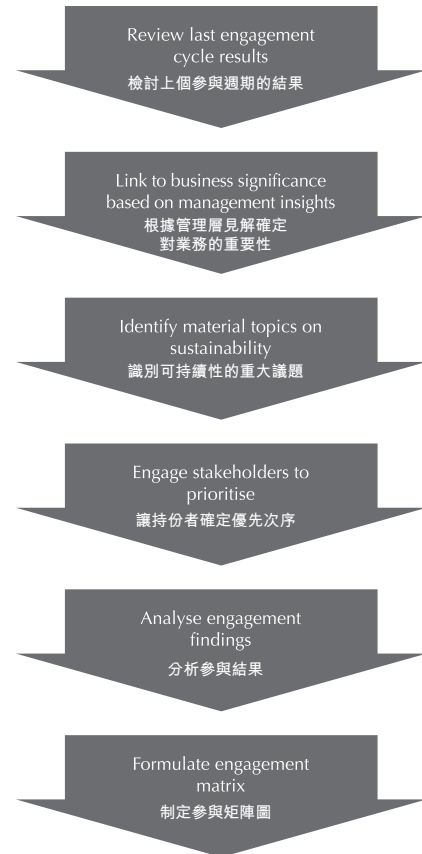 Review last engagement
cycle results
檢討上個參與週期的結果
Link to business significance
based on management insights
根據管理層見解確定
對業務的重要性
Identify material topics on
sustainability
識別可持續性的重大議題
Engage stakeholders to
prioritise
讓持份者確定優先次序
Analyse engagement
findings
分析參與結果
Formulate engagement
matrix
制定參與矩陣圖